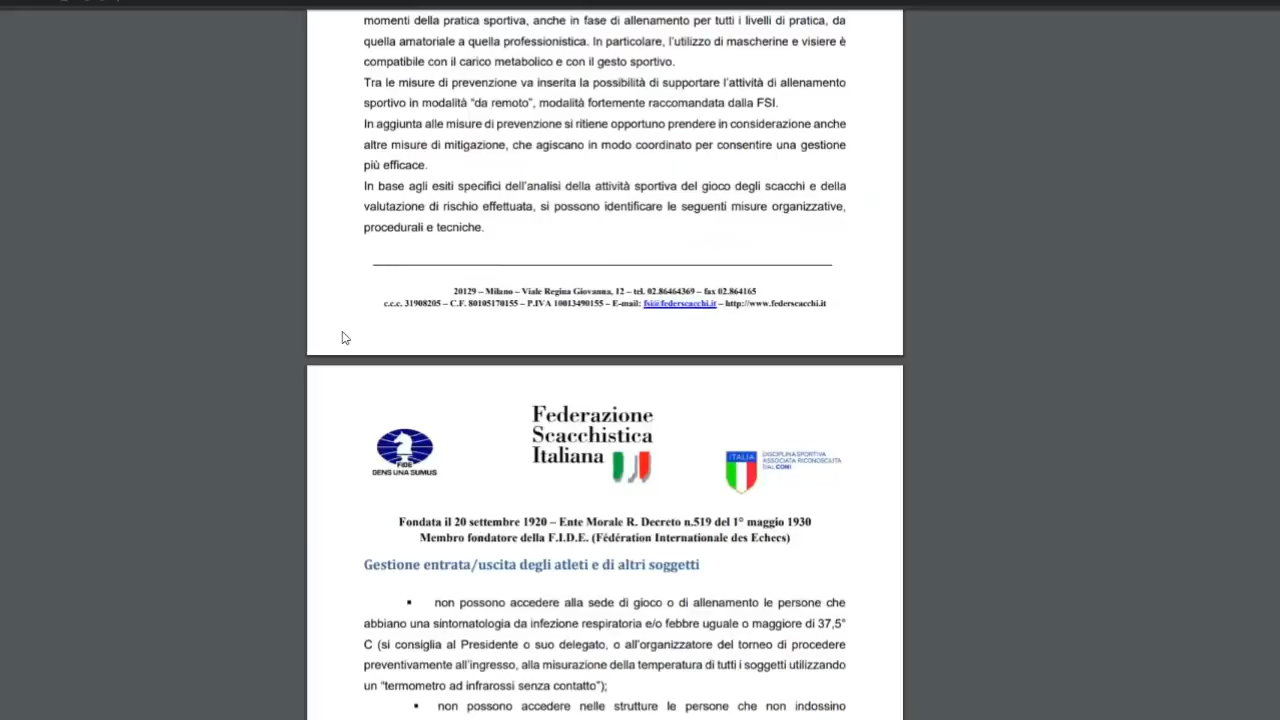 momenti della pratica sportiva, anche in fase di allenamento per tutti i livelli di pratica, da
quella amatoriale a quella professionistica. In particolare, l'utilizzo di mascherine e visiere è
compatibile con il carico metabolico e con il gesto sportivo.
Tra le misure di prevenzione va inserita la possibilità di supportare l'attività di allenamento
sportivo in modalità “da remoto”, modalità fortemente raccomandata dalla FSI.
In aggiunta alle misure di prevenzione si ritiene opportuno prendere in considerazione anche
altre misure di mitigazione, che agiscano in modo coordinato per consentire una gestione
più efficace.
In base agli esiti specifici dell'analisi della attività sportiva del gioco degli scacchi e della
valutazione di rischio effettuata, si possono identificare le seguenti misure organizzative,
procedurali e tecniche.
20129 – Milano – Viale Regina Giovanna, 12 – tel. 02.86464369 – fax 02.864165
c.c.c. 31908205 – C.F. 80105170155 – P.IVA 10013490155 – E-mail: fsi@federscacchi.it – http://www.federscacchi.it
Federazione
Scacchistica
Italiana
FIDE
GENS UNA SUMUS
ITALIA
DISCIPLINA SPORTIVA
ASSOCIATA RICONOSCIUTA
DAL CONI
Fondata il 20 settembre 1920 – Ente Morale R. Decreto n.519 del 1° maggio 1930
Membro fondatore della F.I.D.E. (Fédération Internationale des Echecs)
Gestione entrata/uscita degli atleti e di altri soggetti
▪ non possono accedere alla sede di gioco o di allenamento le persone che
abbiano una sintomatologia da infezione respiratoria e/o febbre uguale o maggiore di 37,5°
C (si consiglia al Presidente o suo delegato, o all'organizzatore del torneo di procedere
preventivamente all'ingresso, alla misurazione della temperatura di tutti i soggetti utilizzando
un “termometro ad infrarossi senza contatto”);
▪ non possono accedere nelle strutture le persone che non indossino